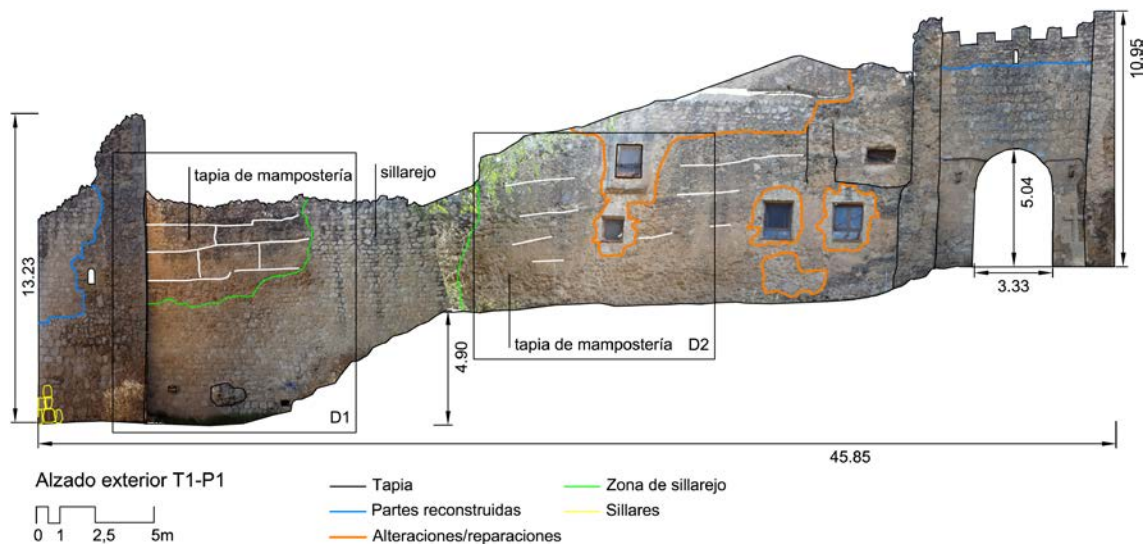 10.95
tapia de mampostería
sillarejo
5.04
13.23
3.33
4.90
tapia de mampostería
D2
D1
45.85
Alzado exterior T1-P1
Tapia
Zona de sillarejo
Partes reconstruidas
Sillares
Alteraciones/reparaciones
0 1 2,5 5m